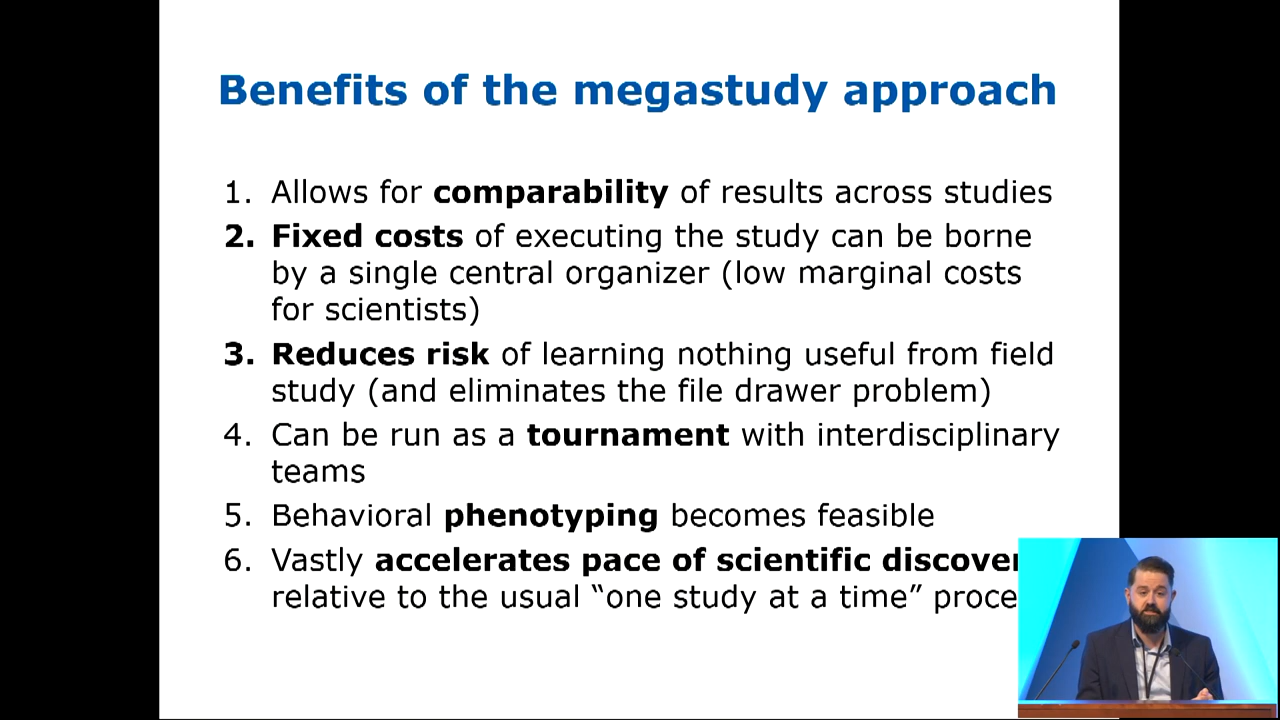 Benefits of the megastudy approach
1. Allows for comparability of results across studies
2. Fixed costs of executing the study can be borne
by a single central organizer (low marginal costs
for scientists)
3. Reduces risk of learning nothing useful from field
study (and eliminates the file drawer problem)
4. Can be run as a tournament with interdisciplinary
teams
5. Behavioral phenotyping becomes feasible
6. Vastly accelerates pace of scientific discover
relative to the usual “one study at a time” proce